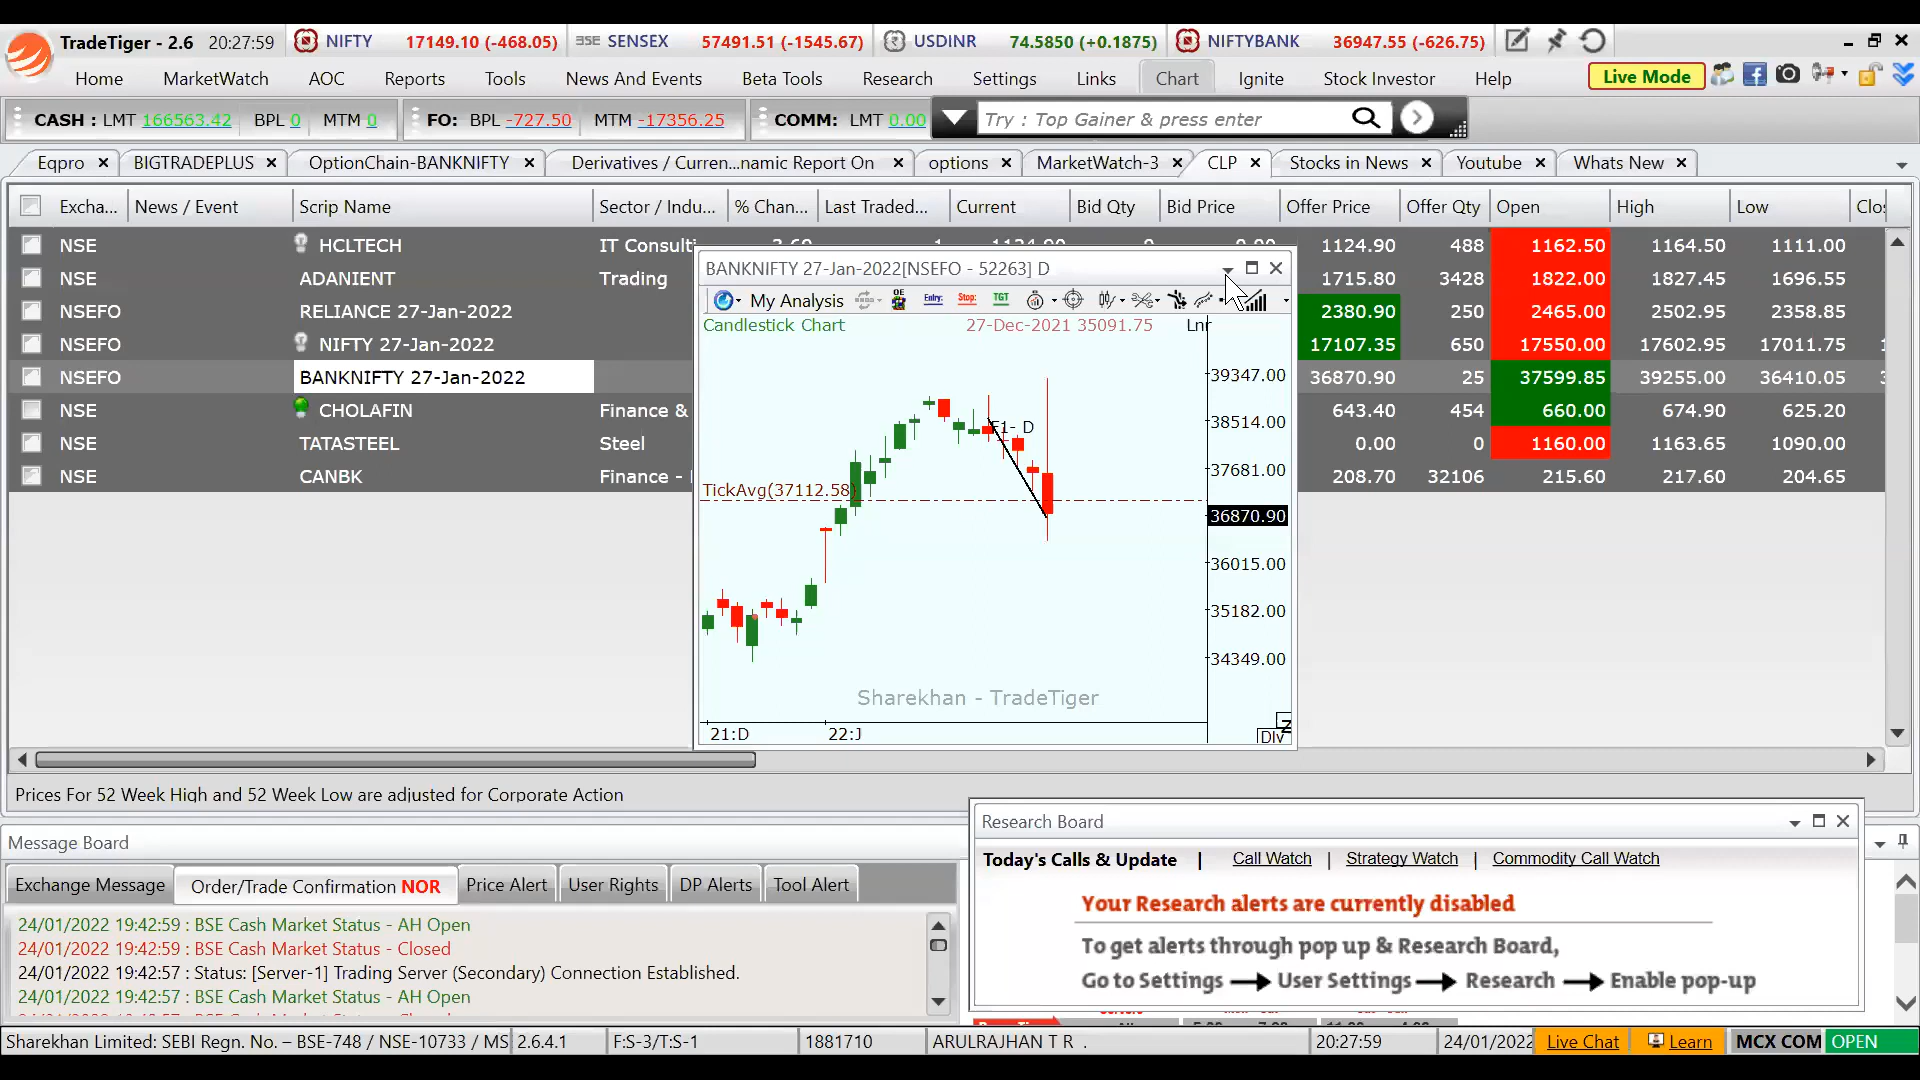 TradeTiger - 2.6 20:27:59 NIFTY 17149.10 (-468.05) BSE SENSEX 57491.51 (-1545.67) USDINR 74.5850 (+0.1875) NIFTYBANK 36947.55 (-626.75)
Home MarketWatch AOC Reports Tools News And Events Beta Tools Research Settings Links Chart Ignite Stock Investor Help Live Mode
CASH : LMT 166563.42 BPL 0 MTM 0 FO: BPL -727.50 MTM -17356.25 COMM: LMT 0.00 Try : Top Gainer & press enter
Eqpro BIGTRADEPLUS OptionChain-BANKNIFTY Derivatives / Curren...namic Report On options MarketWatch-3 CLP Stocks in News Youtube Whats New
Excha... News / Event Scrip Name Sector / Indu... % Chan... Last Traded... Current Bid Qty Bid Price Offer Price Offer Qty Open High Low Clo
NSE HCLTECH IT Consulti 1124.90 488 1162.50 1164.50 1111.00
NSE ADANIENT Trading 1715.80 3428 1822.00 1827.45 1696.55
NSEFO RELIANCE 27-Jan-2022 2380.90 250 2465.00 2502.95 2358.85
NSEFO NIFTY 27-Jan-2022 17107.35 650 17550.00 17602.95 17011.75
NSEFO BANKNIFTY 27-Jan-2022 36870.90 25 37599.85 39255.00 36410.05
NSE CHOLAFIN Finance & 643.40 454 660.00 674.90 625.20
NSE TATASTEEL Steel 0.00 0 1160.00 1163.65 1090.00
NSE CANBK Finance - 208.70 32106 215.60 217.60 204.65
BANKNIFTY 27-Jan-2022[NSEFO - 52263] D
My Analysis OE Entry: Stop: TGT
Candlestick Chart 27-Dec-2021 35091.75 Lnr
39347.00
F1- D 38514.00
37681.00
TickAvg(37112.58)
36870.90
36015.00
35182.00
34349.00
Sharekhan - TradeTiger
21:D 22:J DIV Z
Prices For 52 Week High and 52 Week Low are adjusted for Corporate Action
Message Board
Exchange Message Order/Trade Confirmation NOR Price Alert User Rights DP Alerts Tool Alert
24/01/2022 19:42:59 : BSE Cash Market Status - AH Open
24/01/2022 19:42:59 : BSE Cash Market Status - Closed
24/01/2022 19:42:57 : Status: [Server-1] Trading Server (Secondary) Connection Established.
24/01/2022 19:42:57 : BSE Cash Market Status - AH Open
Research Board
Today's Calls & Update | Call Watch | Strategy Watch | Commodity Call Watch
Your Research alerts are currently disabled
To get alerts through pop up & Research Board,
Go to Settings User Settings Research Enable pop-up
Sharekhan Limited: SEBI Regn. No. – BSE-748 / NSE-10733 / MS 2.6.4.1 F:S-3/T:S-1 1881710 ARULRAJHAN T R . 20:27:59 24/01/2022 Live Chat Learn MCX COM OPEN